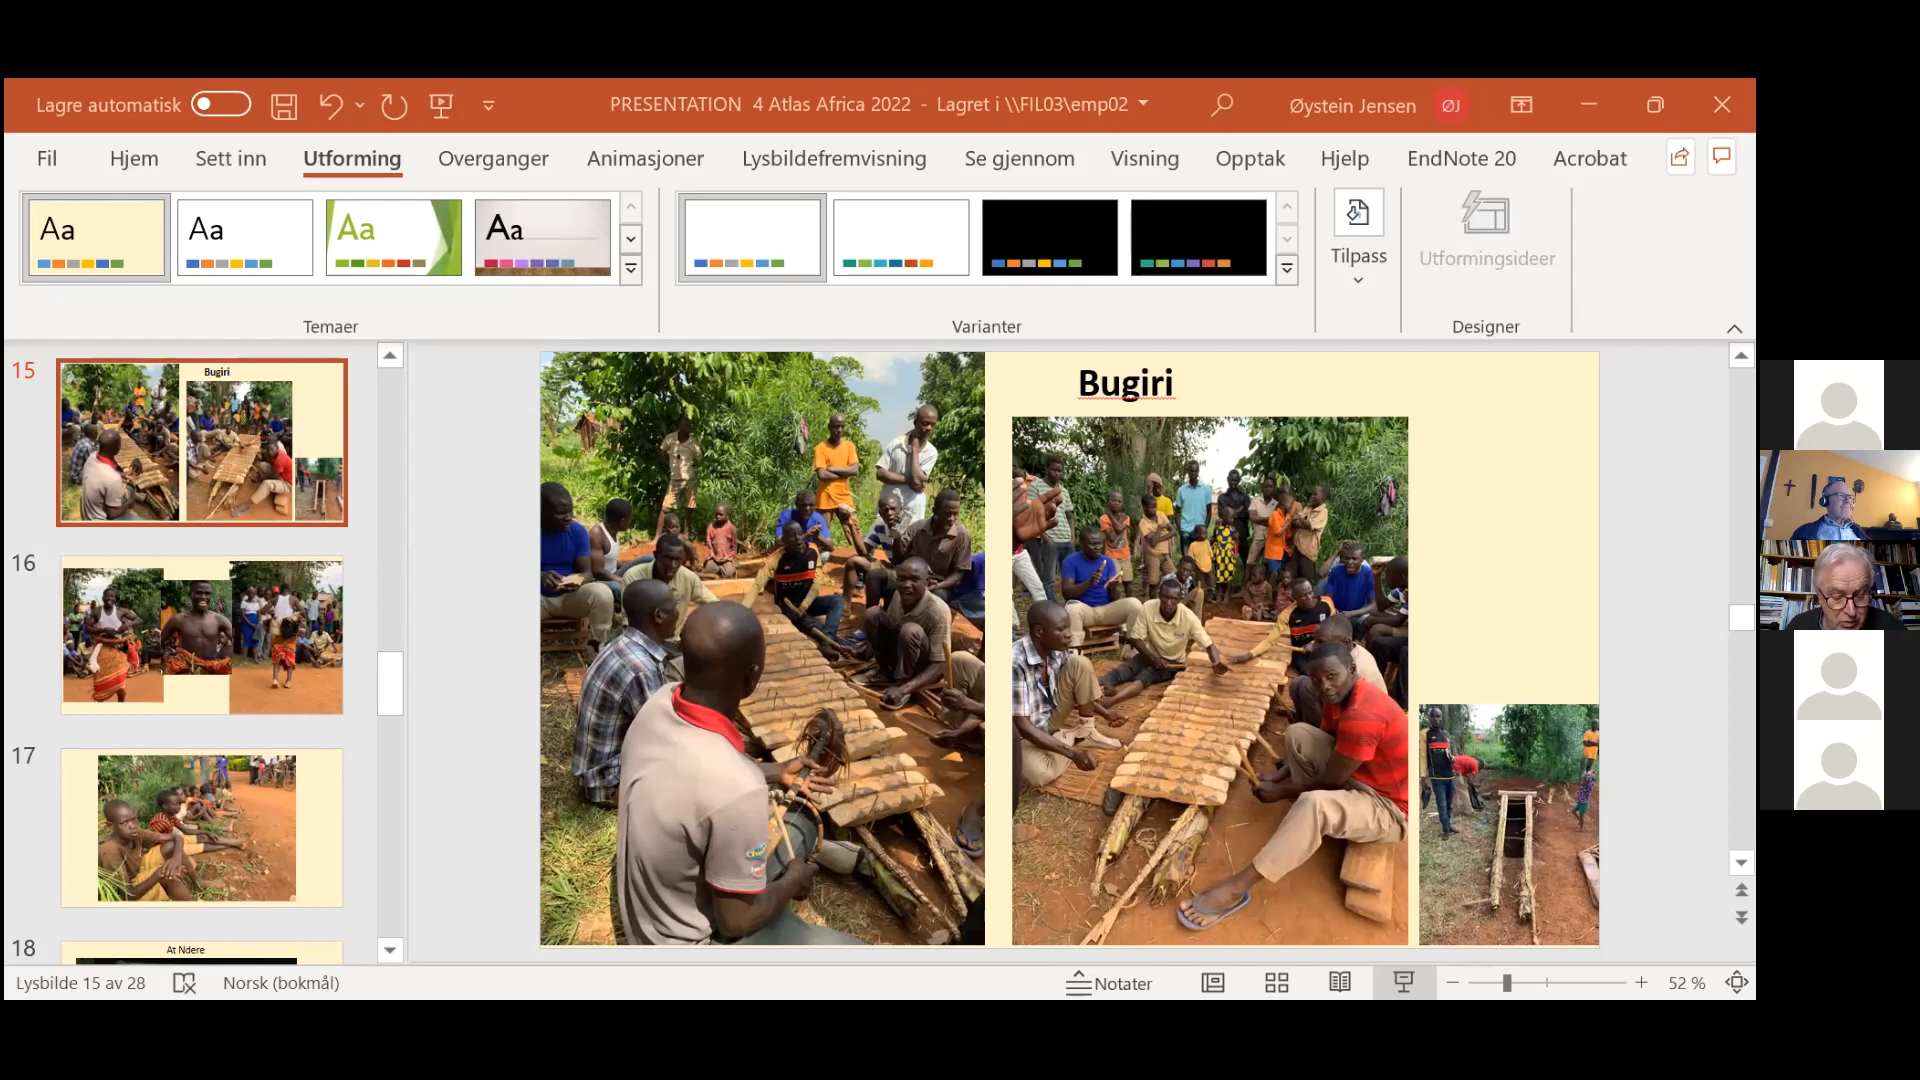 Lagre automatisk
PRESENTATION 4 Atlas Africa 2022 - Lagret i \\FIL03\emp02
Øystein Jensen ØJ
Fil Hjem Sett inn Utforming Overganger Animasjoner Lysbildefremvisning Se gjennom Visning Opptak Hjelp EndNote 20 Acrobat
Aa Aa Aa Aa
Tilpass
Utformingsideer
Temaer Varianter Designer
15
Bugiri
16
17
18
At Ndere
Bugiri
Lysbilde 15 av 28 Norsk (bokmål) Notater 52 %